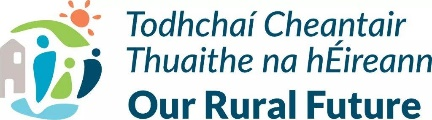 Todhchaí Cheantair
Thuaithe na hÉireann
Our Rural Future